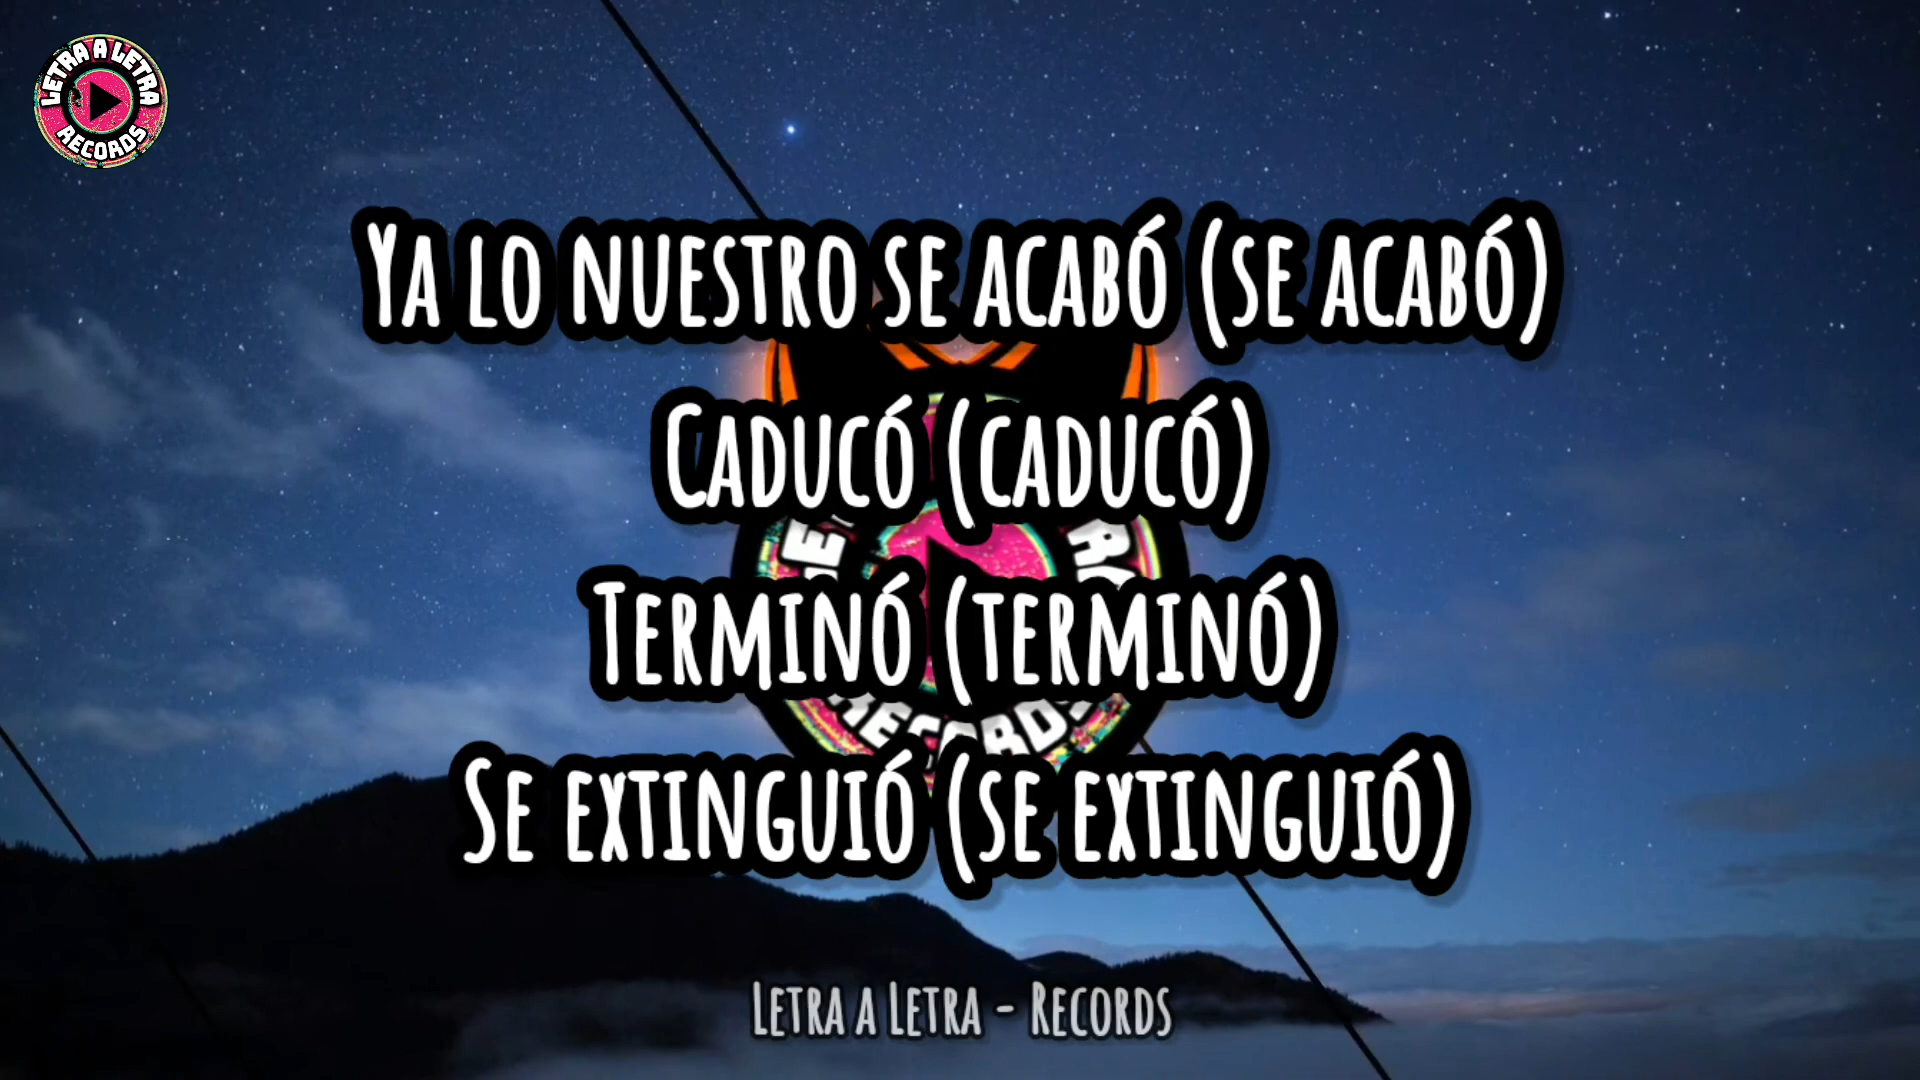 LETRA A LETRA
RECORDS
Ya lo nuestro se acabó (se acabó)
Caducó (caducó)
Terminó (terminó)
Se extinguió (se extinguió)
RECORDS
Letra a Letra - Records